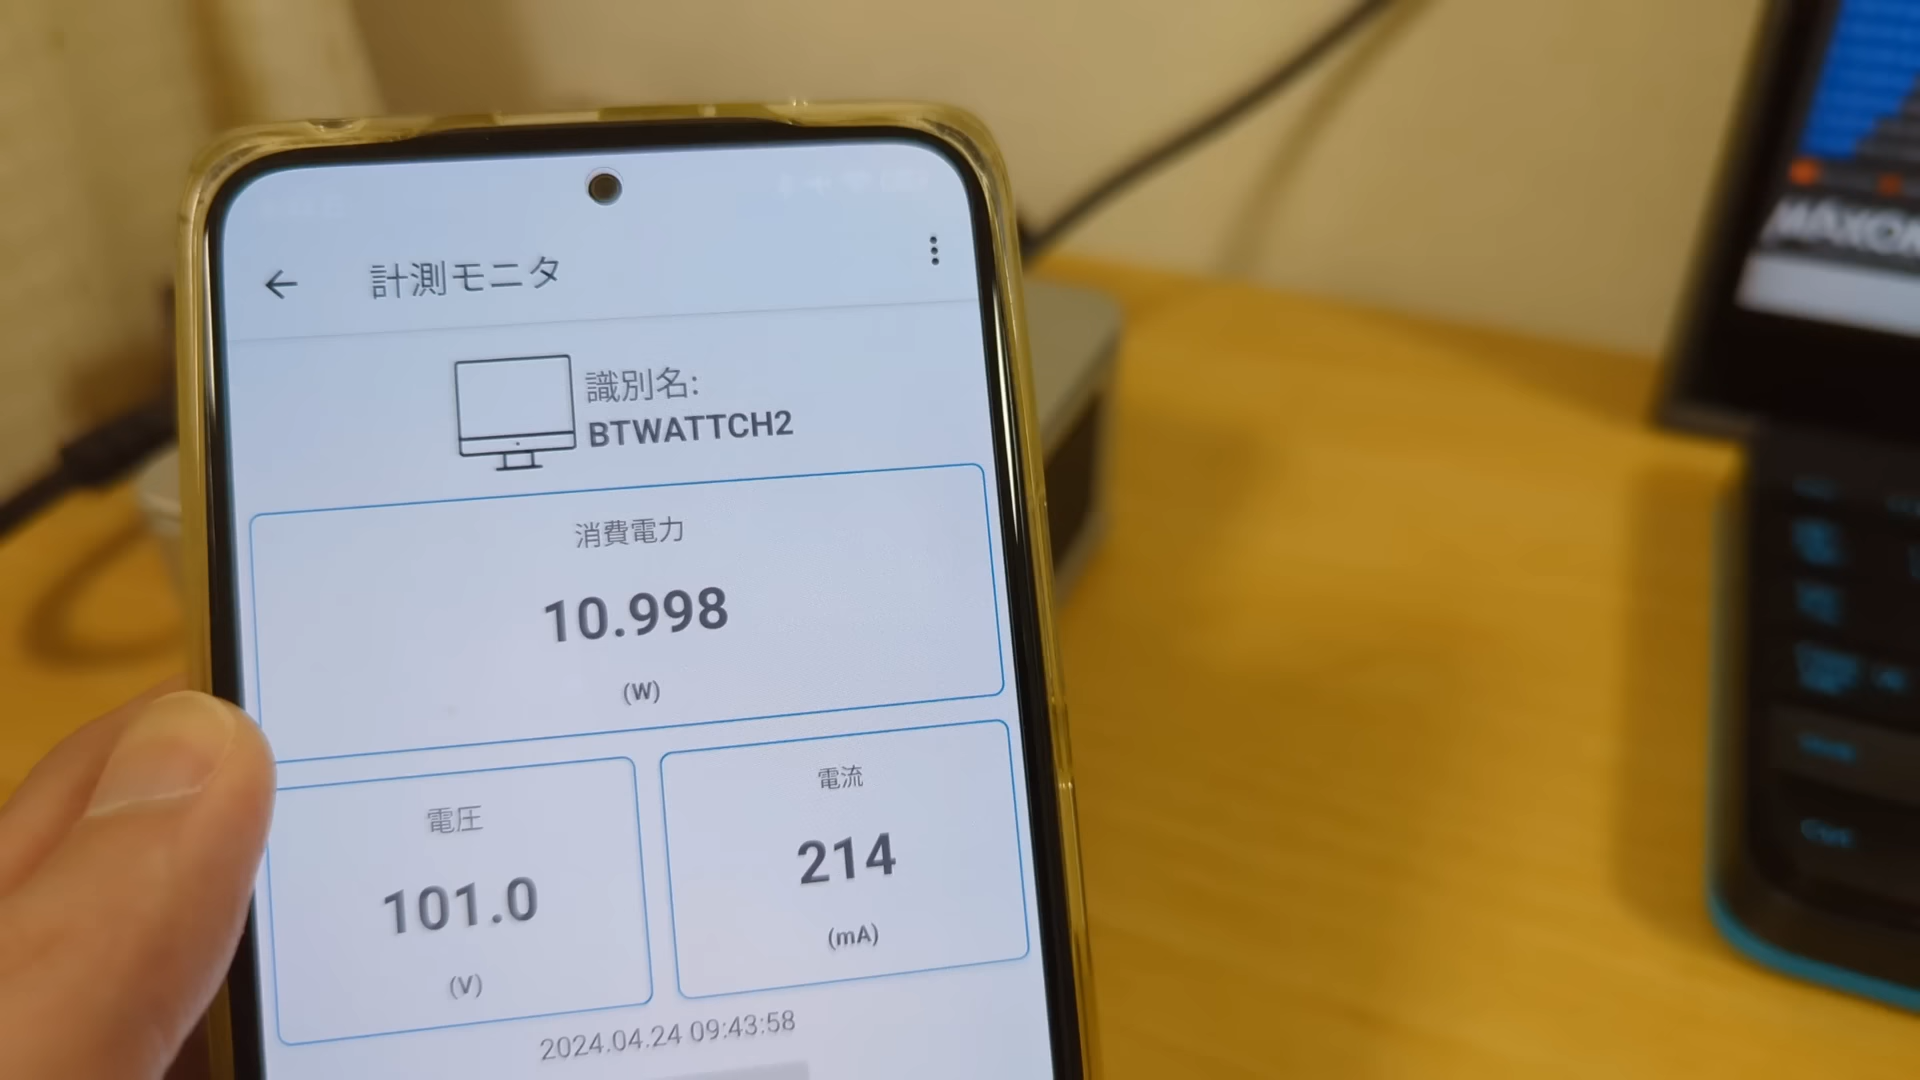 計測モニタ
識別名:
BTWATTCH2
消費電力
10.998
(W)
電圧
101.0
(V)
電流
214
(mA)
2024.04.24 09:43:58
MAXON